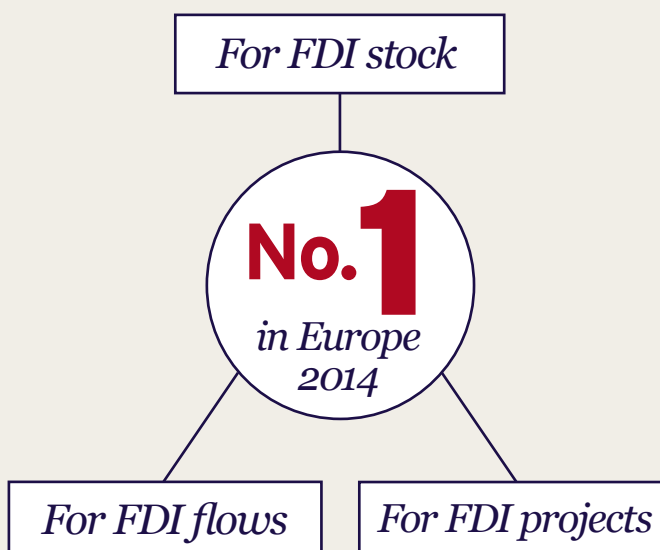 For FDI stock
No.1
in Europe
2014
For FDI flows
For FDI projects